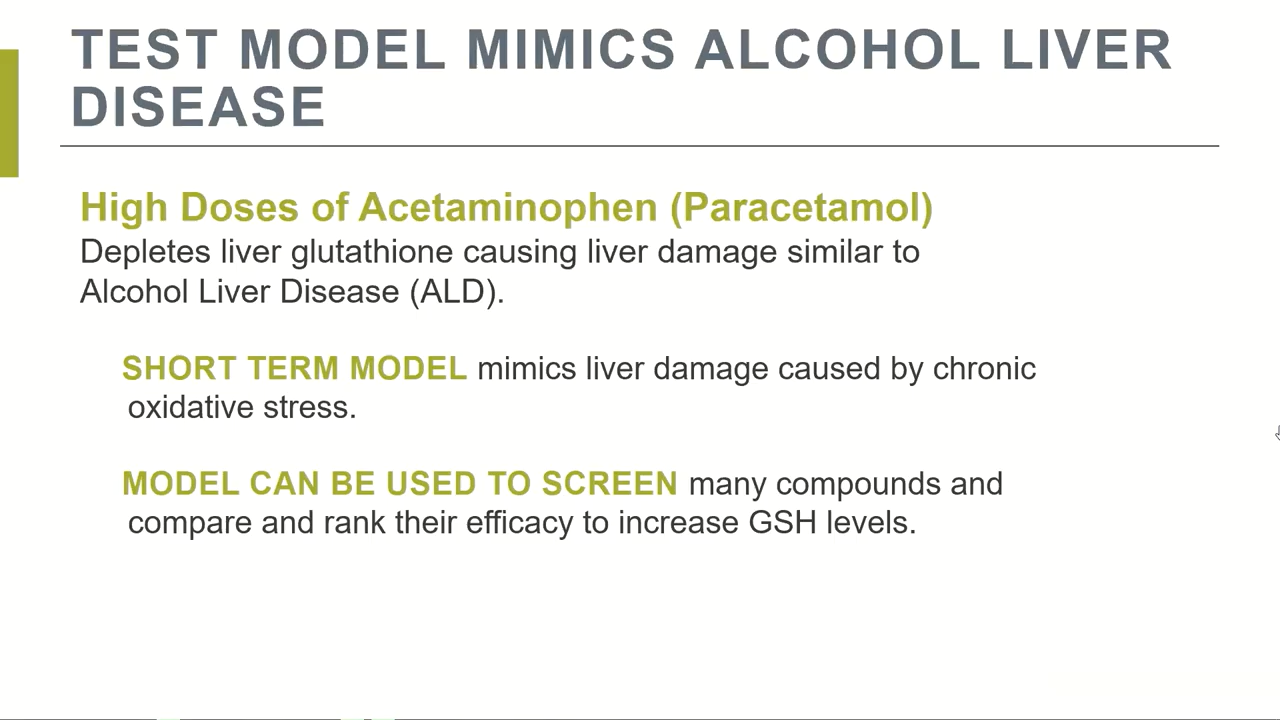 TEST MODEL MIMICS ALCOHOL LIVER
DISEASE
High Doses of Acetaminophen (Paracetamol)
Depletes liver glutathione causing liver damage similar to
Alcohol Liver Disease (ALD).
SHORT TERM MODEL mimics liver damage caused by chronic
oxidative stress.
MODEL CAN BE USED TO SCREEN many compounds and
compare and rank their efficacy to increase GSH levels.